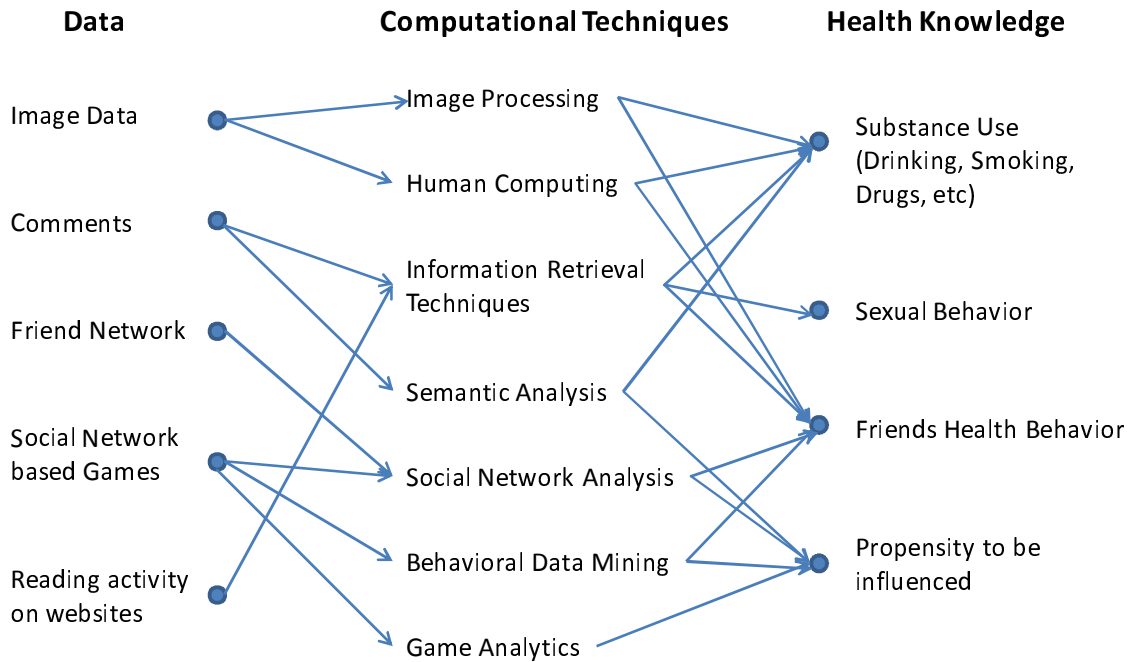 Data
Computational Techniques
Health Knowledge
Image Data
Comments
Friend Network
Social Network
based Games
Reading activity
on websites
Image Processing
Human Computing
Information Retrieval
Techniques
Semantic Analysis
Social Network Analysis
Behavioral Data Mining
Game Analytics
Substance Use
(Drinking, Smoking,
Drugs, etc)
Sexual Behavior
Friends Health Behavior
Propensity to be
influenced